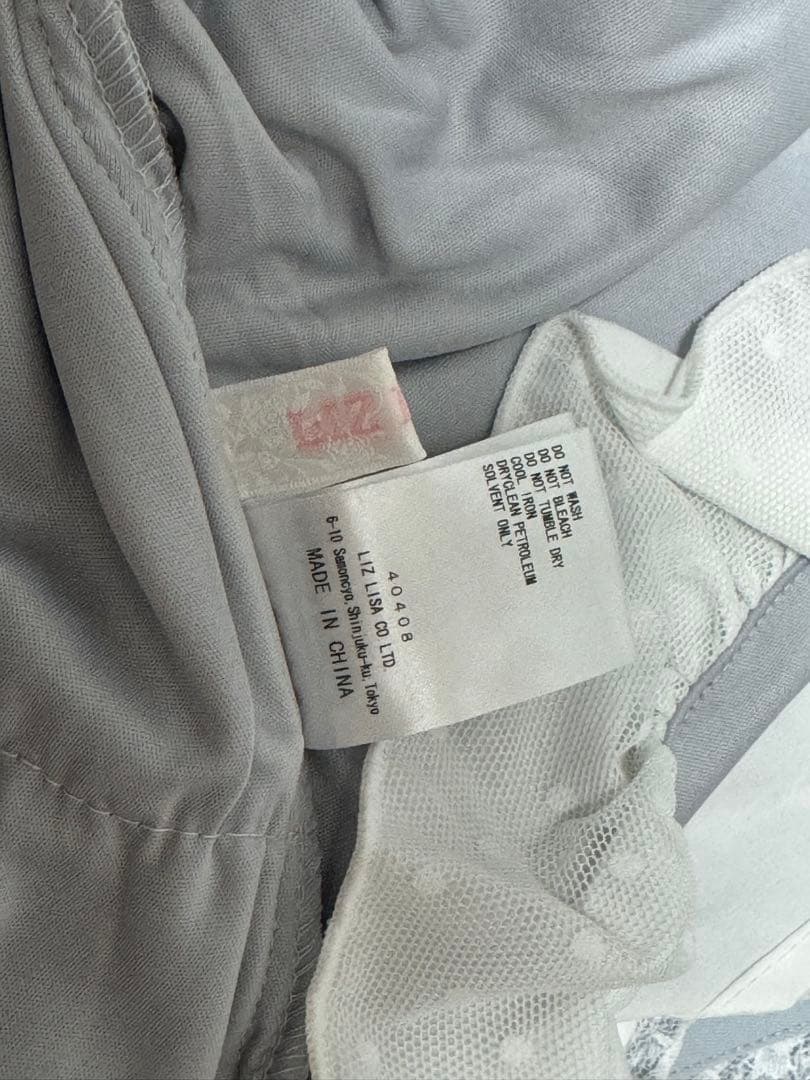 LIZ
DO NOT WASH
DO NOT BLEACH
DO NOT TUMBLE DRY
COOL IRON
DRYCLEAN PETROLEUM
SOLVENT ONLY
40408
LIZ LISA CO LTD.
6-10 Samoncyo, Shinjuku-ku, Tokyo
MADE IN CHINA